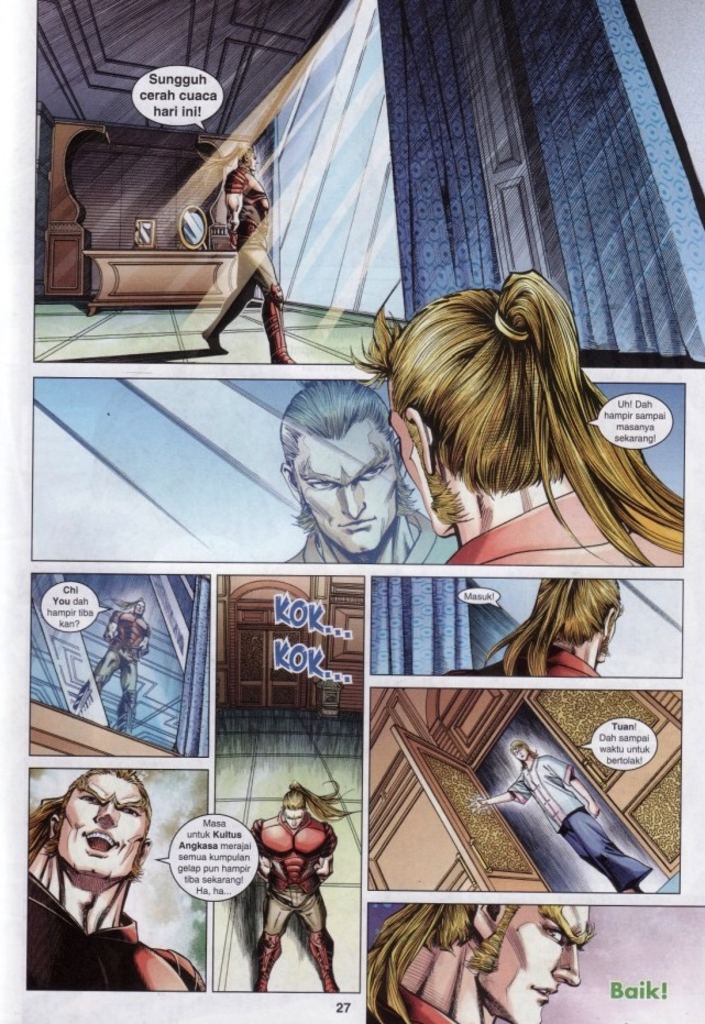 Sungguh
cerah cuaca
hari ini!
Uh! Dah
hampir sampai
masanya
sekarang!
Chi
You dah
hampir tiba
kan?
KOK...
KOK...
Masuk!
Tuan!
Dah sampai
waktu untuk
bertolak!
Masa
untuk Kultus
Angkasa merajai
semua kumpulan
gelap pun hampir
tiba sekarang!
Ha, ha...
Baik!
27